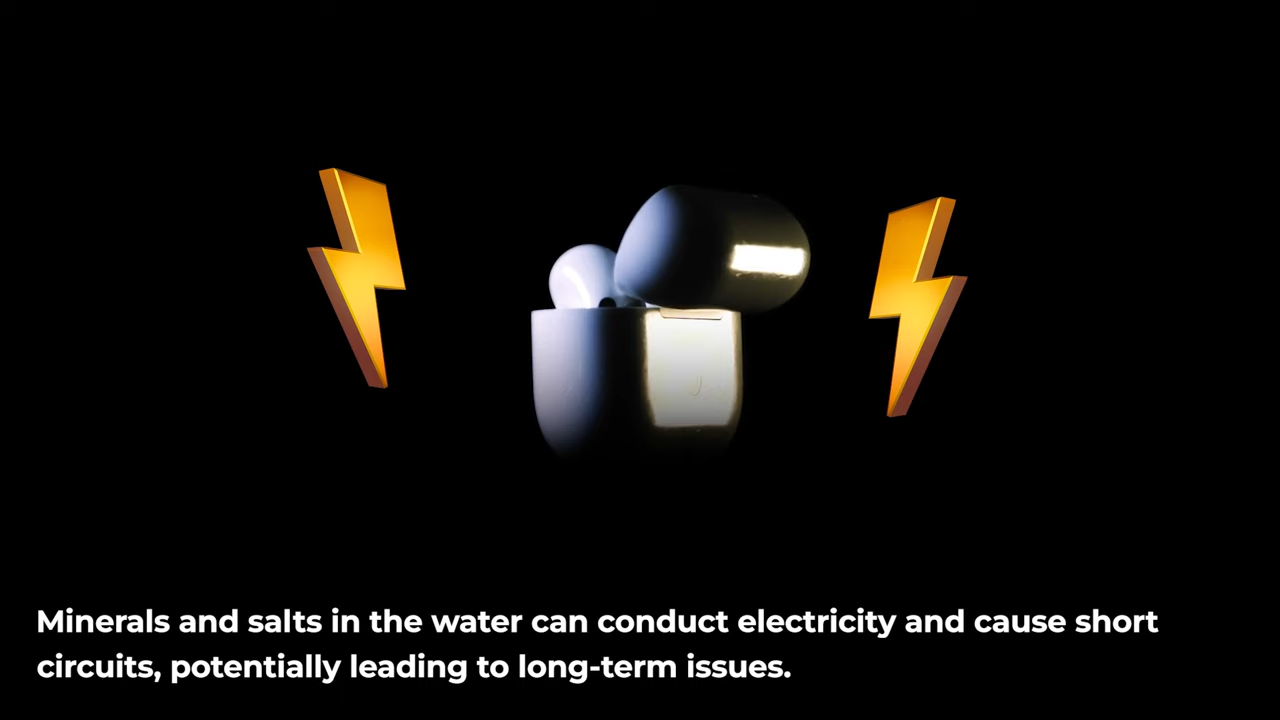 Minerals and salts in the water can conduct electricity and cause short
circuits, potentially leading to long-term issues.